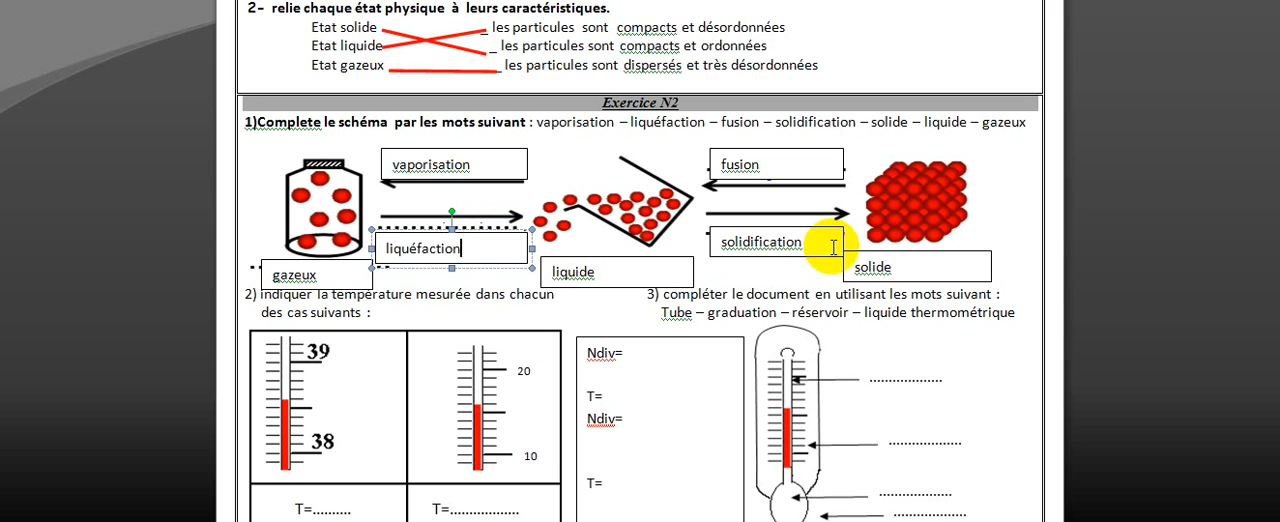 2- relie chaque état physique à leurs caractéristiques.
Etat solide _ les particules sont compacts et désordonnées
Etat liquide _ les particules sont compacts et ordonnées
Etat gazeux _ les particules sont dispersés et très désordonnées
Exercice N2
1)Complete le schéma par les mots suivant : vaporisation – liquéfaction – fusion – solidification – solide – liquide – gazeux
vaporisation
fusion
liquéfaction
solidification
gazeux
liquide
solide
2) indiquer la température mesurée dans chacun
des cas suivants :
3) compléter le document en utilisant les mots suivant :
Tube – graduation – réservoir – liquide thermométrique
39
38
20
10
Ndiv=
T=
Ndiv=
T=
T=..........
T=.................
...................
...................
...................
...................